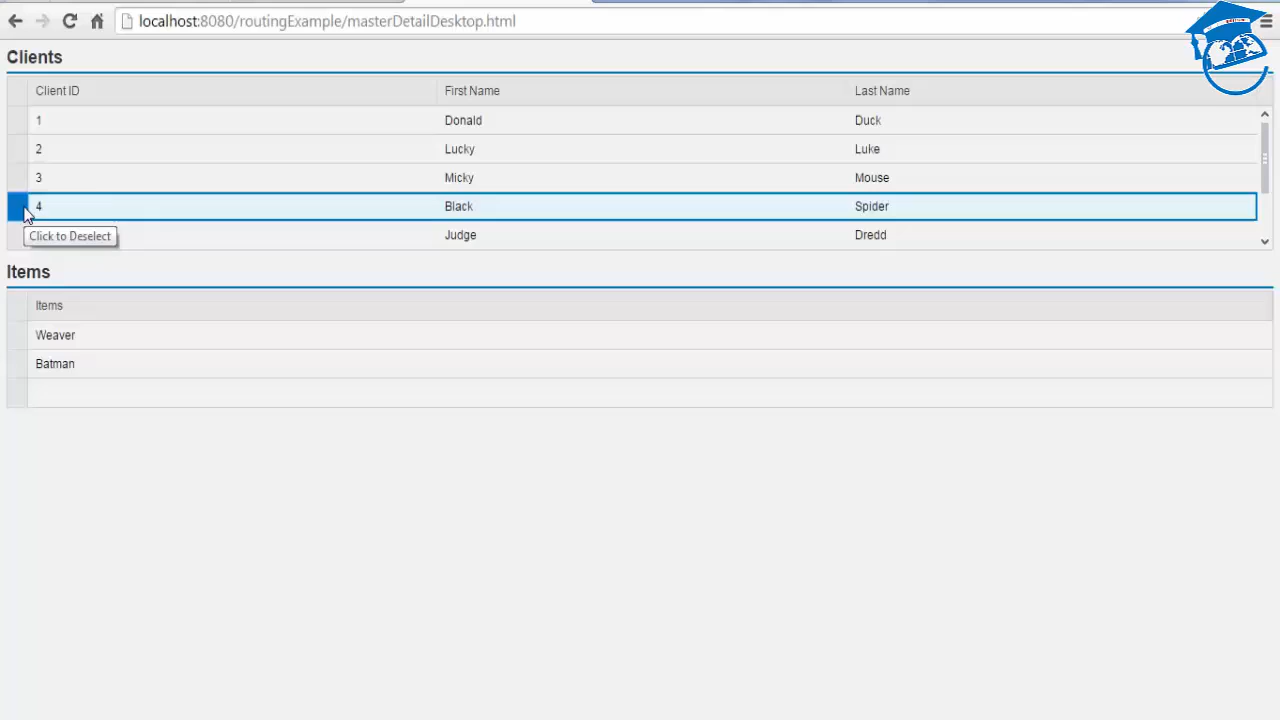 localhost:8080/routingExample/masterDetailDesktop.html
Clients
Client ID First Name Last Name
1 Donald Duck
2 Lucky Luke
3 Micky Mouse
4 Black Spider
Click to Deselect
Judge Dredd
Items
Items
Weaver
Batman